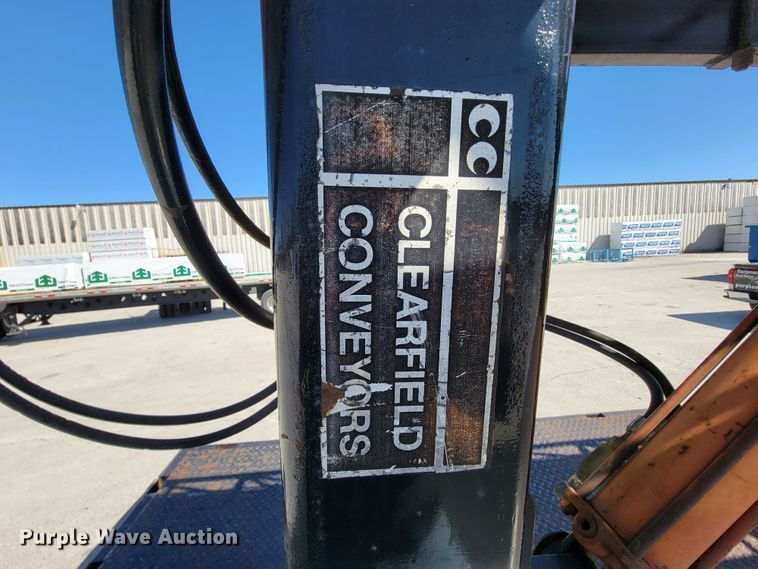 CC
CLEARFIELD
CONVEYORS
Purple Wave Auction